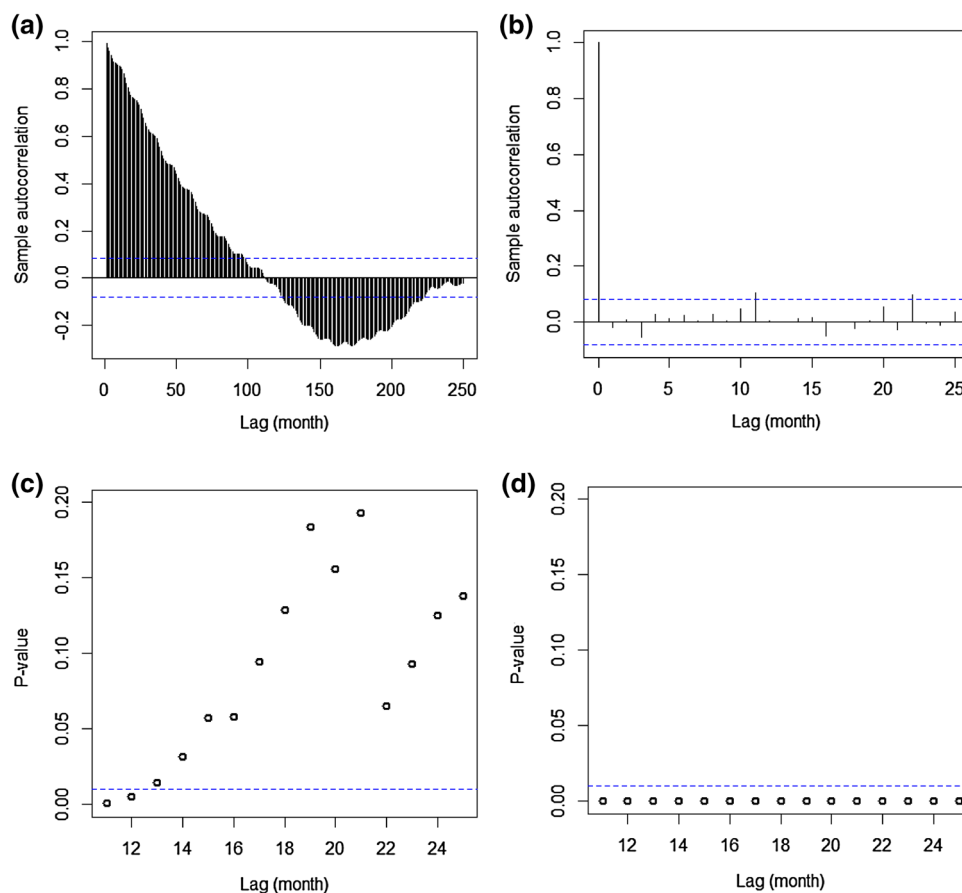 (a)
Sample autocorrelation
1.0
0.8
0.6
0.4
0.2
0.0
-0.2
0 50 100 150 200 250
Lag (month)
(b)
Sample autocorrelation
1.0
0.8
0.6
0.4
0.2
0.0
0 5 10 15 20 25
Lag (month)
(c)
P-value
0.20
0.15
0.10
0.05
0.00
12 14 16 18 20 22 24
Lag (month)
(d)
P-value
0.20
0.15
0.10
0.05
0.00
12 14 16 18 20 22 24
Lag (month)